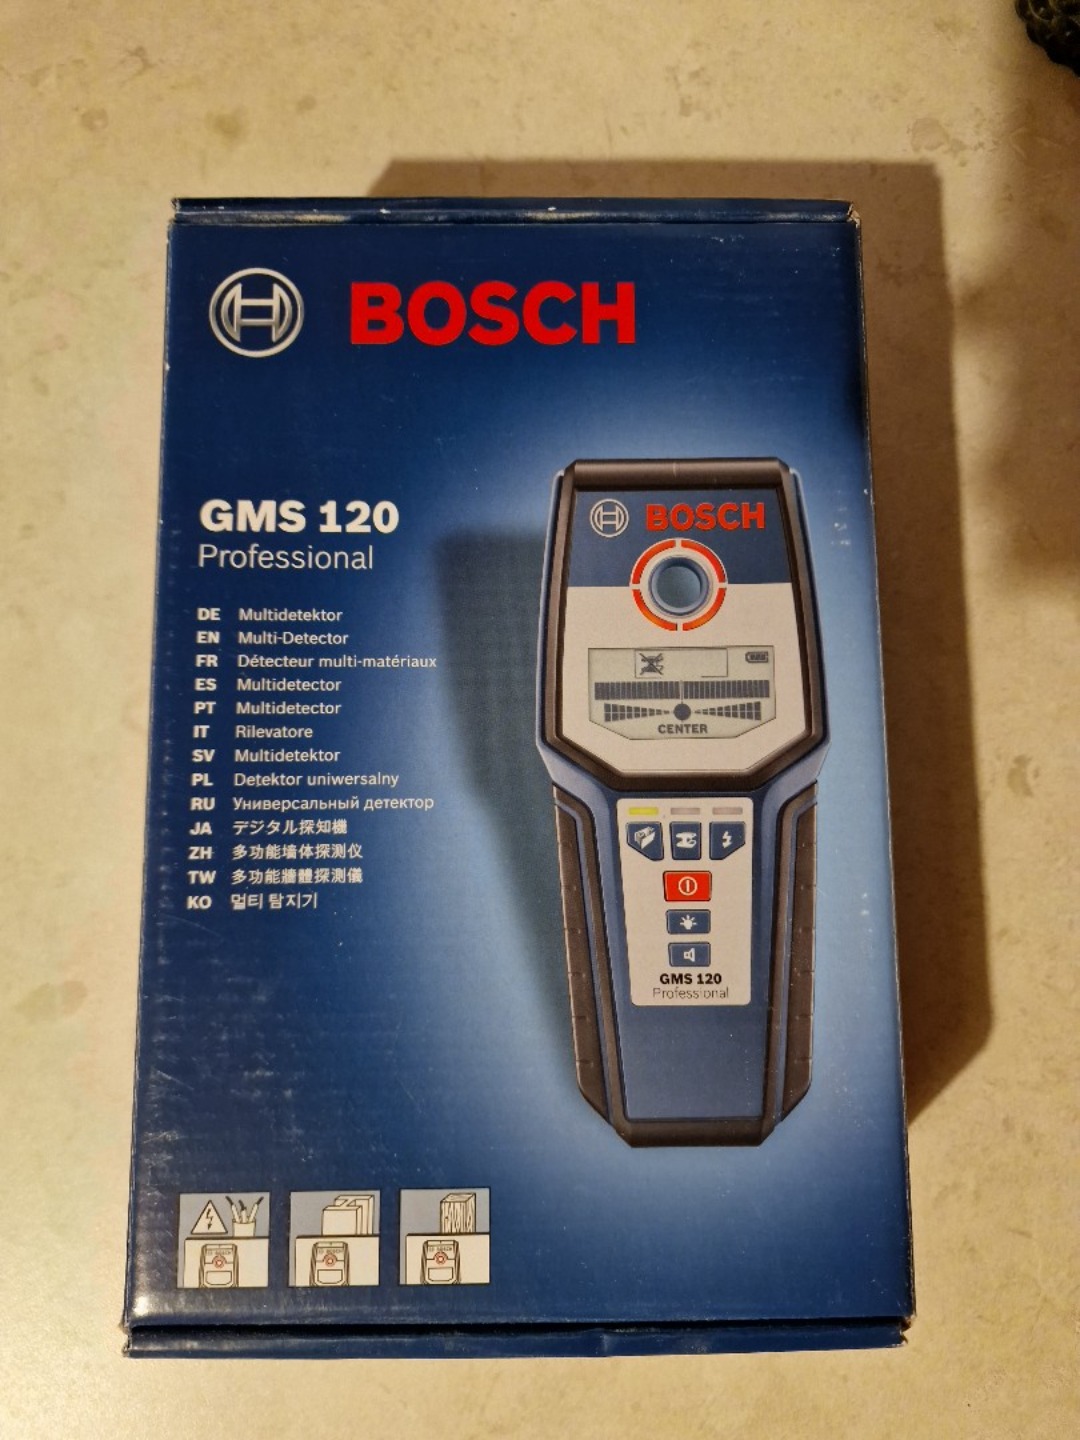 BOSCH
GMS 120
Professional
DE Multidetektor
EN Multi-Detector
FR Détecteur multi-matériaux
ES Multidetector
PT Multidetector
IT Rilevatore
SV Multidetektor
PL Detektor uniwersalny
RU Универсальный детектор
JA デジタル探知機
ZH 多功能墙体探测仪
TW 多功能牆體探測儀
KO 멀티 탐지기
BOSCH
CENTER
GMS 120
Professional
BOSCH
BOSCH
BOSCH